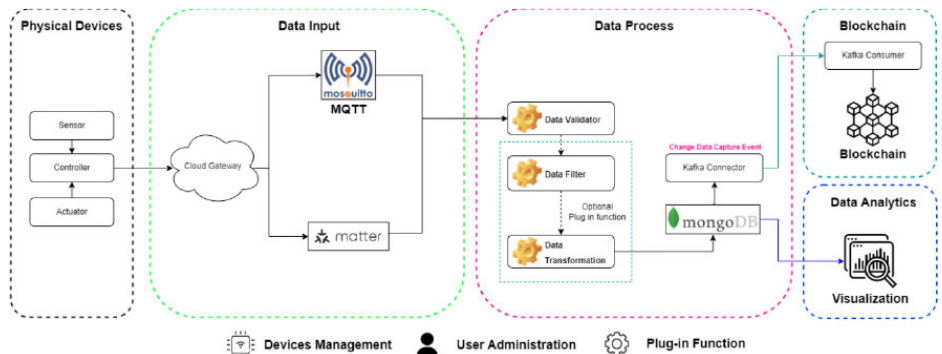 Physical Devices
Sensor
Controller
Actuator
Data Input
Cloud Gateway
mosquitto
MQTT
matter
Data Process
Data Validator
Data Filter
Optional
Plug in function)
Data
Transformation
Change Data Capture Event
Kafka Connector
mongoDB
Blockchain
Kafka Consumer
Blockchain
Data Analytics
Visualization
Devices Management
User Administration
Plug-in Function